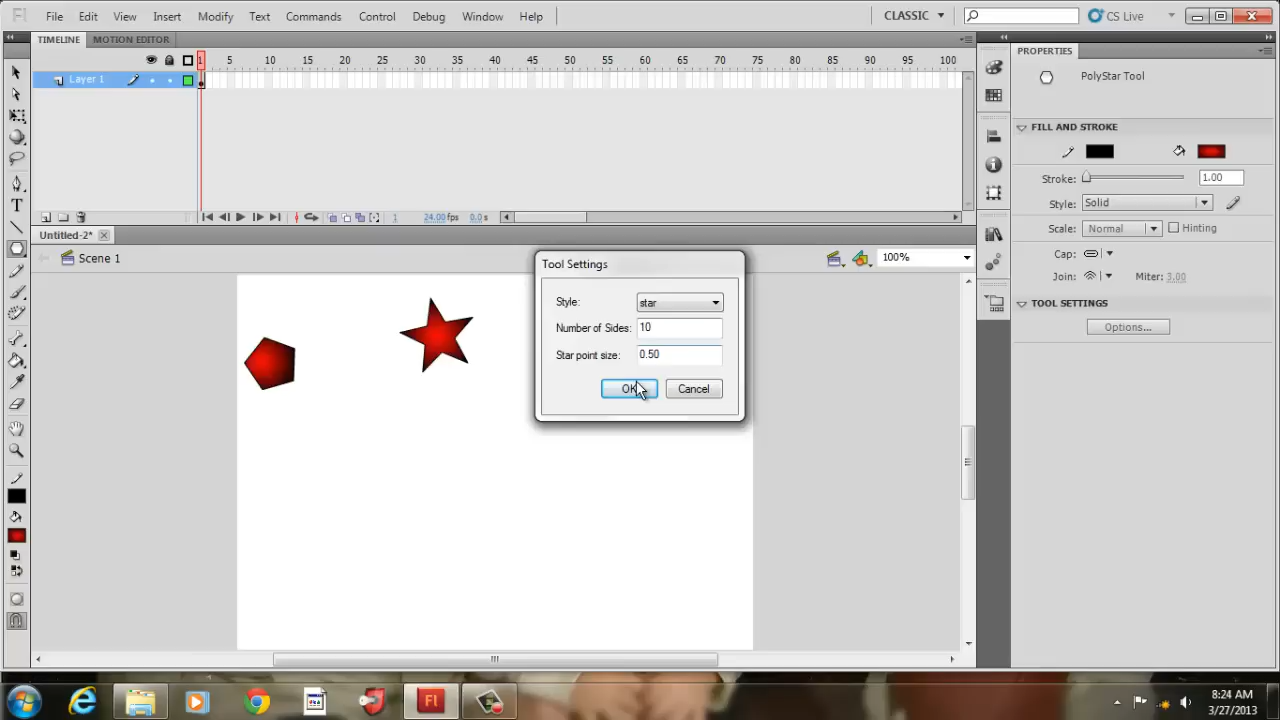 Fl File Edit View Insert Modify Text Commands Control Debug Window Help CLASSIC CS Live
TIMELINE MOTION EDITOR
1 5 10 15 20 25 30 35 40 45 50 55 60 65 70 75 80 85 90 95 100
Layer 1
1 24.00 fps 0.0 s
Untitled-2*
Scene 1 100%
Tool Settings
Style: star
Number of Sides: 10
Star point size: 0.50
OK Cancel
PROPERTIES
PolyStar Tool
FILL AND STROKE
Stroke: 1.00
Style: Solid
Scale: Normal Hinting
Cap:
Join: Miter: 3.00
TOOL SETTINGS
Options...
T
Fl
8:24 AM
3/27/2013